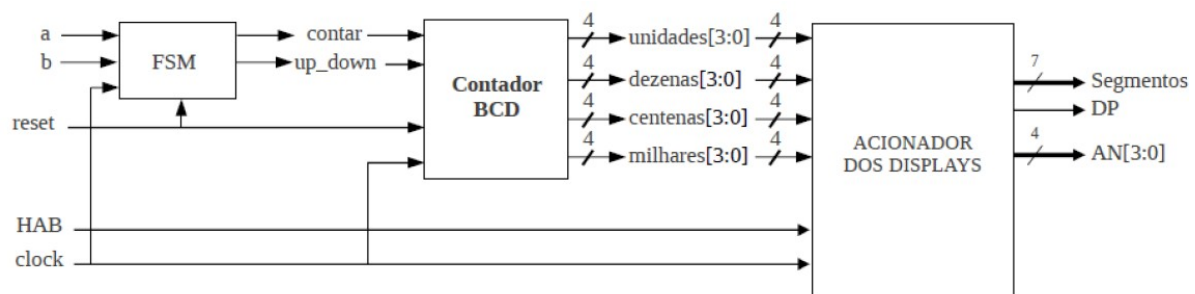 a
b
FSM
contar
up_down
reset
HAB
clock
Contador
BCD
4
unidades[3:0]
4
4
dezenas[3:0]
4
4
centenas[3:0]
4
4
milhares[3:0]
4
ACIONADOR
DOS DISPLAYS
7
Segmentos
DP
4
AN[3:0]